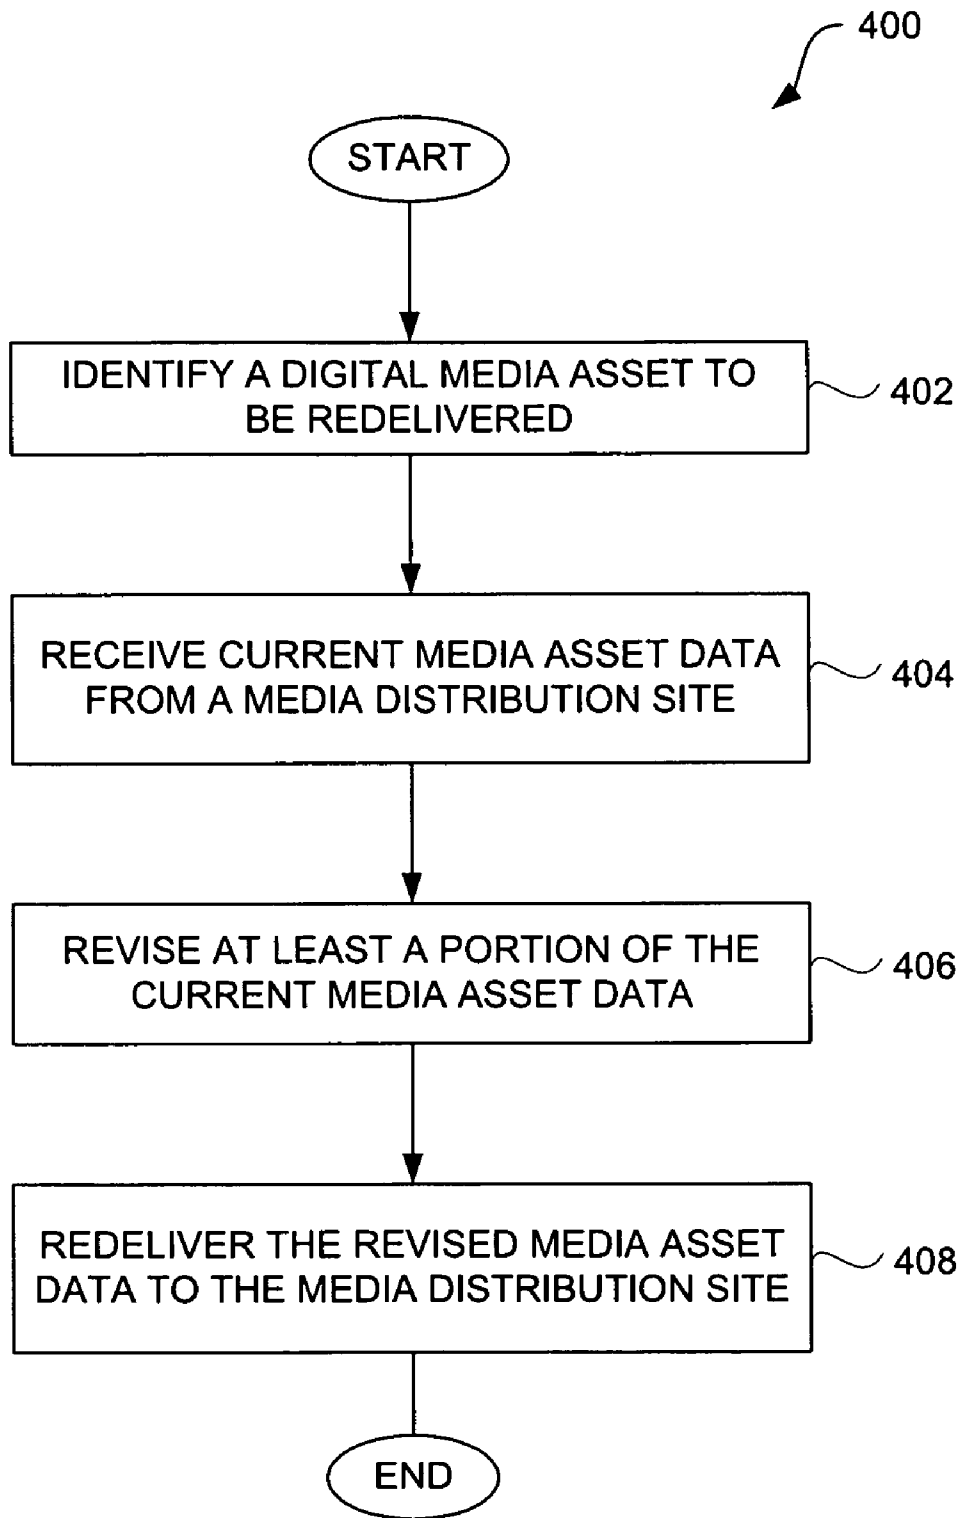 400
START
IDENTIFY A DIGITAL MEDIA ASSET TO
BE REDELIVERED
402
RECEIVE CURRENT MEDIA ASSET DATA
FROM A MEDIA DISTRIBUTION SITE
404
REVISE AT LEAST A PORTION OF THE
CURRENT MEDIA ASSET DATA
406
REDELIVER THE REVISED MEDIA ASSET
DATA TO THE MEDIA DISTRIBUTION SITE
408
END